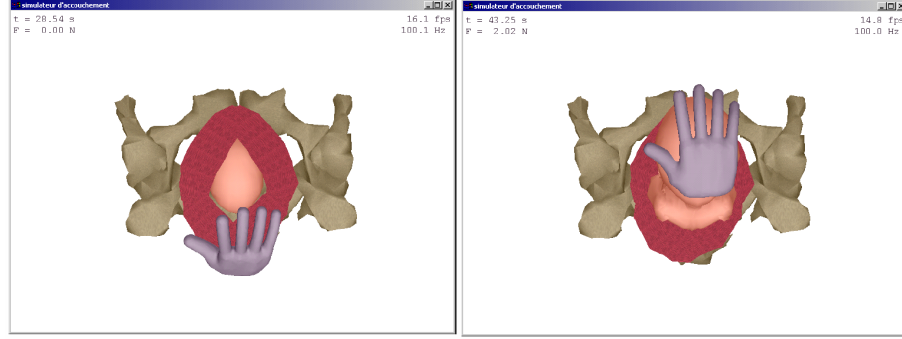 simulateur d'accouchement
t = 28.54 s 16.1 fps
F = 0.00 N 100.1 Hz
simulateur d'accouchement
t = 43.25 s 14.8 fps
F = 2.02 N 100.0 Hz